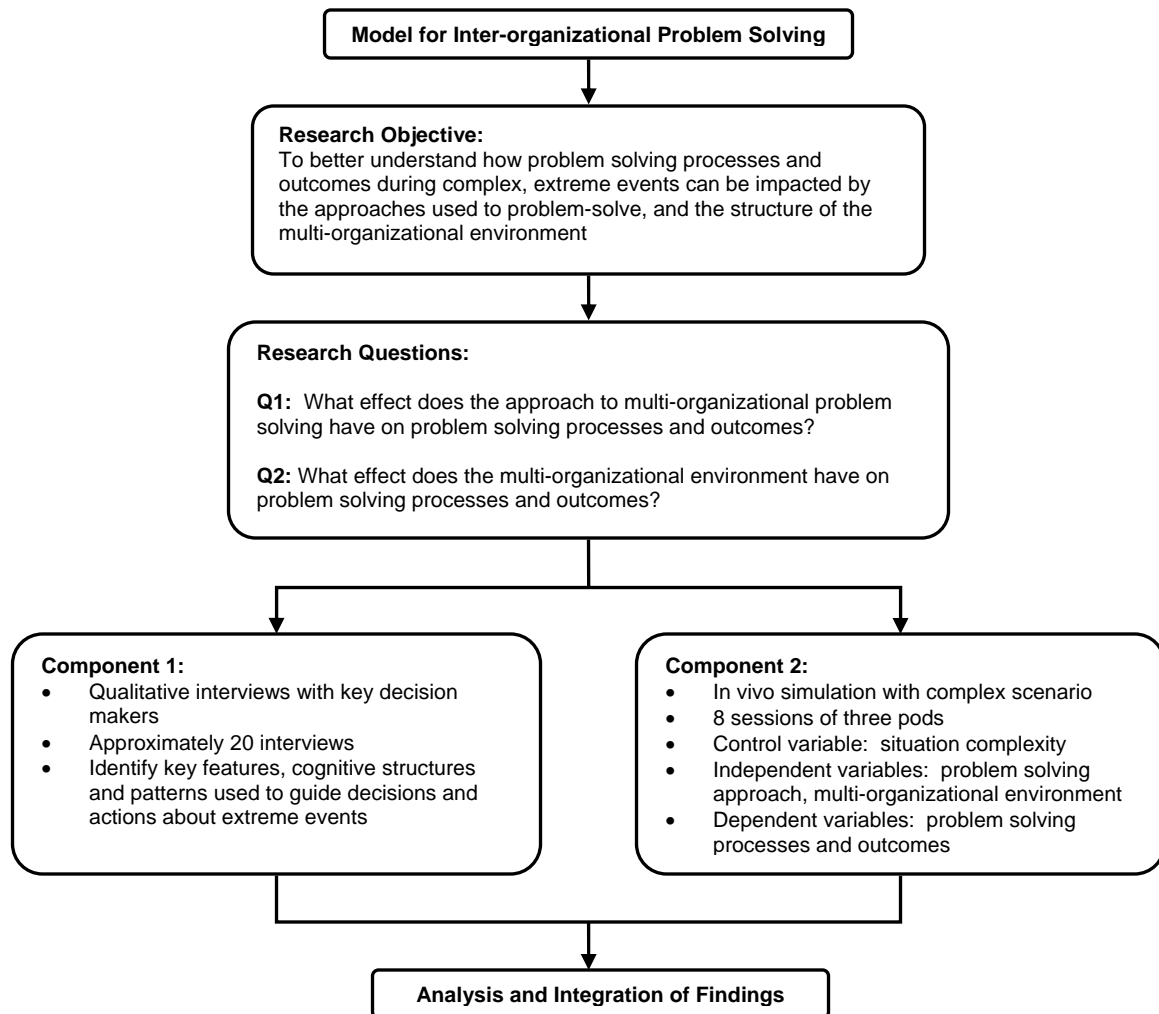 Model for Inter-organizational Problem Solving
Research Objective:
To better understand how problem solving processes and
outcomes during complex, extreme events can be impacted by
the approaches used to problem-solve, and the structure of the
multi-organizational environment
Research Questions:
Q1:  What effect does the approach to multi-organizational problem
solving have on problem solving processes and outcomes?
Q2: What effect does the multi-organizational environment have on
problem solving processes and outcomes?
Component 1:
• Qualitative interviews with key decision
makers
• Approximately 20 interviews
• Identify key features, cognitive structures
and patterns used to guide decisions and
actions about extreme events
Component 2:
• In vivo simulation with complex scenario
• 8 sessions of three pods
• Control variable:  situation complexity
• Independent variables:  problem solving
approach, multi-organizational environment
• Dependent variables:  problem solving
processes and outcomes
Analysis and Integration of Findings